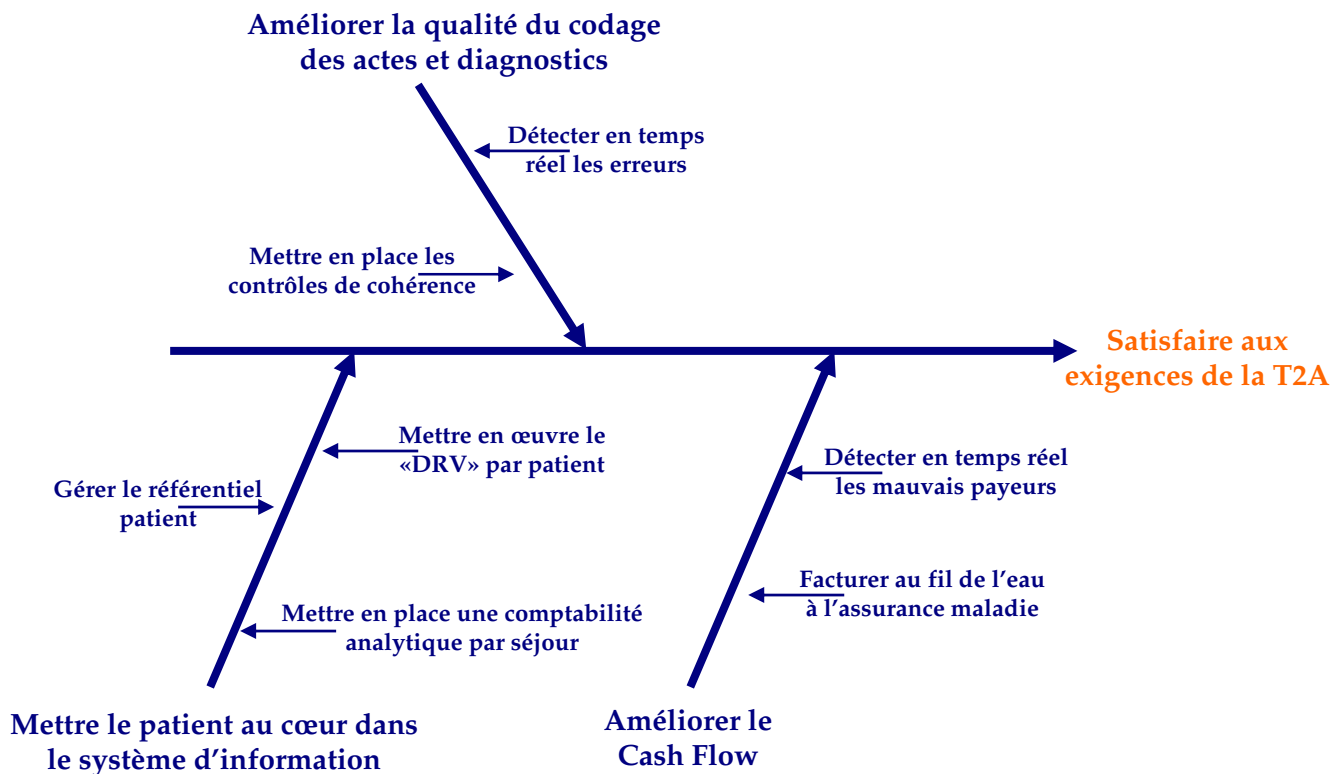 Améliorer la qualité du codage
des actes et diagnostics
Détecter en temps
réel les erreurs
Mettre en place les
contrôles de cohérence
Satisfaire aux
exigences de la T2A
Mettre en œuvre le
«DRV» par patient
Gérer le référentiel
patient
Mettre en place une comptabilité
analytique par séjour
Détecter en temps réel
les mauvais payeurs
Facturer au fil de l’eau
à l’assurance maladie
Mettre le patient au cœur dans
le système d’information
Améliorer le
Cash Flow